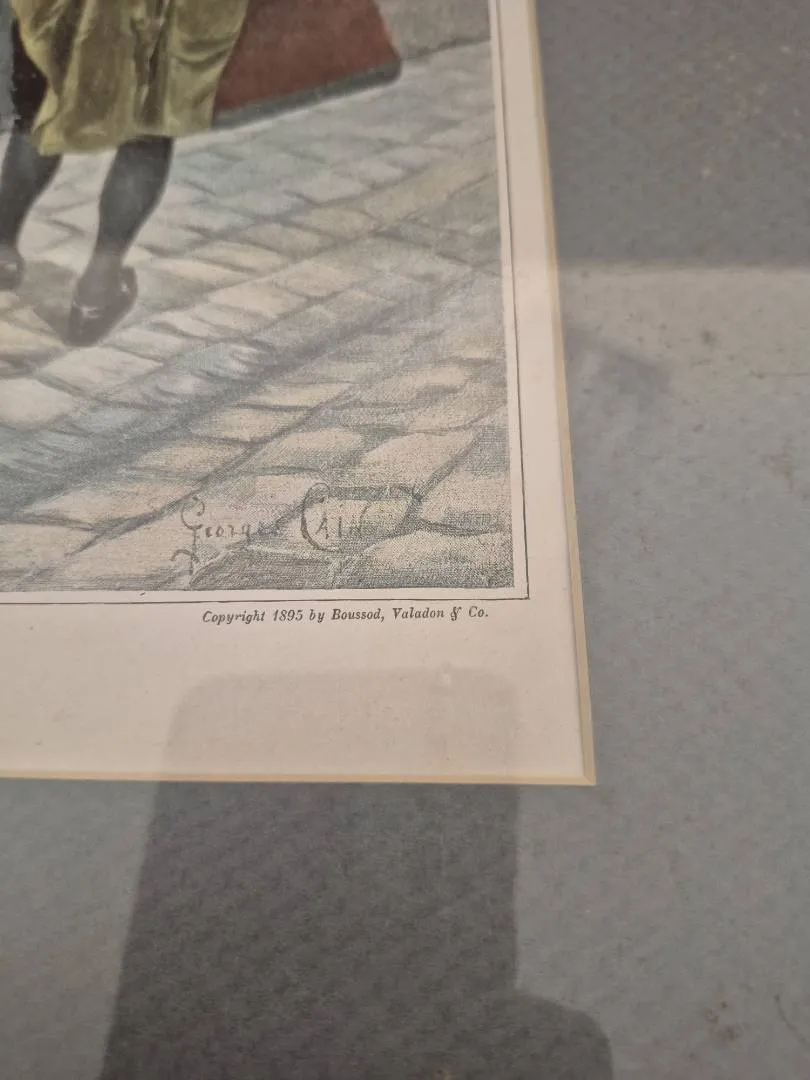 Georges Cain
Copyright 1895 by Boussod, Valadon & Co.